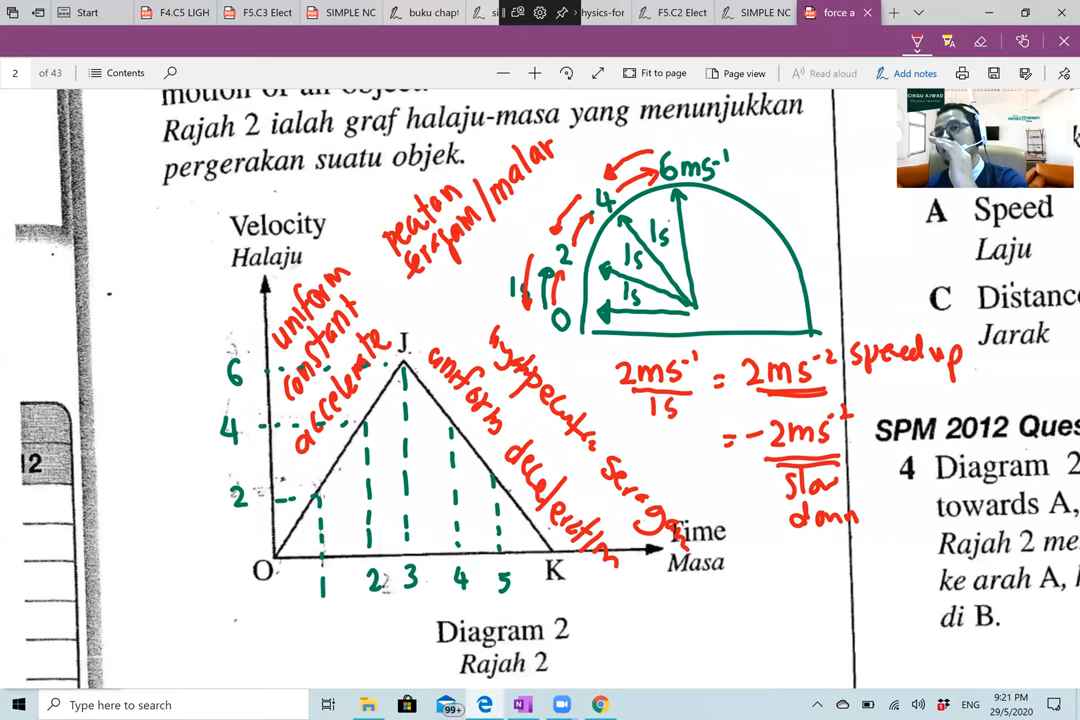 Start
F4.C5 LIGH
F5.C3 Elect
SIMPLE NC
buku chapt
hysics-for
F5.C2 Elect
SIMPLE NC
force a
2 of 43
Contents
Fit to page
Page view
Read aloud
Add notes
CIKGU AJWAD
motion of an object.
Rajah 2 ialah graf halaju-masa yang menunjukkan
pergerakan suatu objek.
Velocity
Halaju
uniform
constant
accelerate
J
6
4
2
O
1
2
3
4
5
K
uniform deceleration
seragam
Time
Masa
Diagram 2
Rajah 2
6ms⁻¹
4
2
0
1s
1s
1s
1s
2ms⁻¹ / 1s = 2ms⁻² speed up
= -2ms⁻²
slow
down
A Speed
Laju
C Distanc
Jarak
SPM 2012 Ques
4 Diagram 2
towards A,
Rajah 2 me
ke arah A,
di B.
12
Type here to search
99+
ENG
9:21 PM
29/5/2020